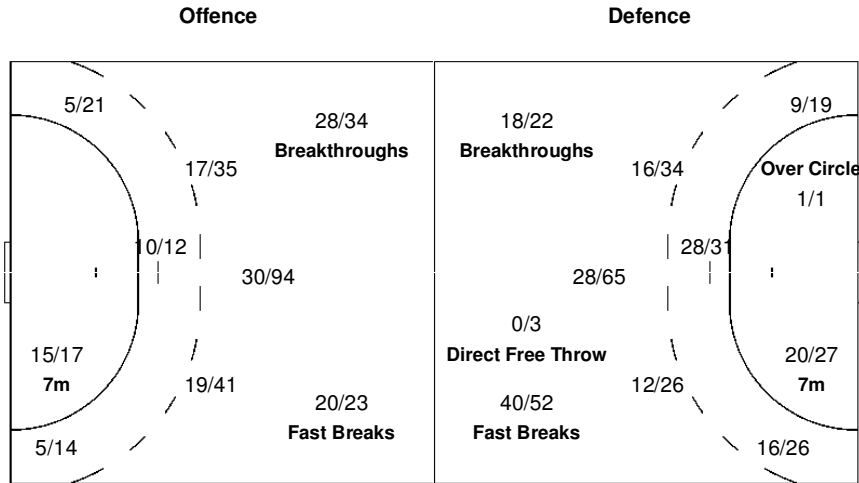 Offence
Defence
5/21
28/34
Breakthroughs
17/35
10/12
30/94
15/17
7m
19/41
20/23
Fast Breaks
5/14
18/22
Breakthroughs
9/19
16/34
Over Circle
1/1
28/31
28/65
0/3
Direct Free Throw
20/27
7m
12/26
40/52
Fast Breaks
16/26